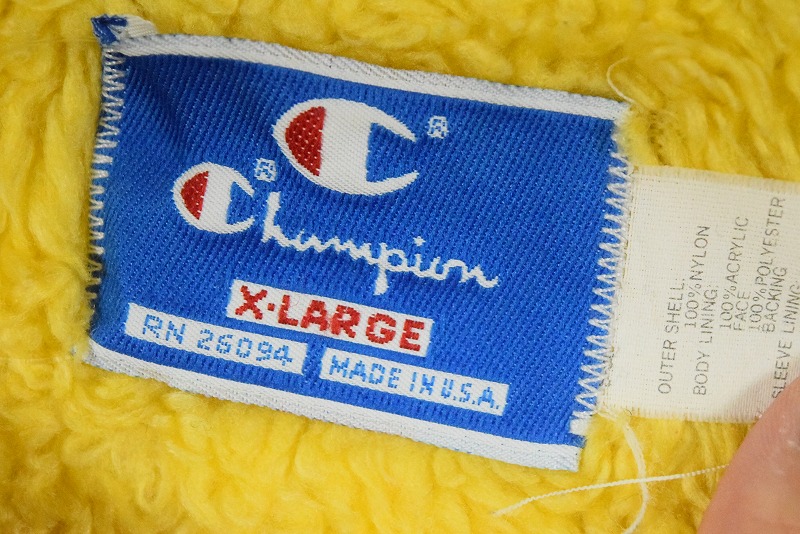 ®
® Champion
X-LARGE
RN 26094 MADE IN U.S.A.
OUTER SHELL:
100% NYLON
BODY LINING:
100% ACRYLIC
FACE
100% POLYESTER
BACKING
SLEEVE LINING: